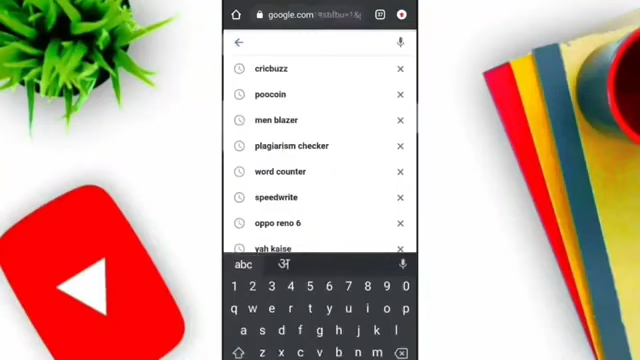 google.com
cricbuzz
poocoin
men blazer
plagiarism checker
word counter
speedwrite
oppo reno 6
yah kaise
abc अ
1 2 3 4 5 6 7 8 9 0
q w e r t y u i o p
a s d f g h j k l
z x c v b n m